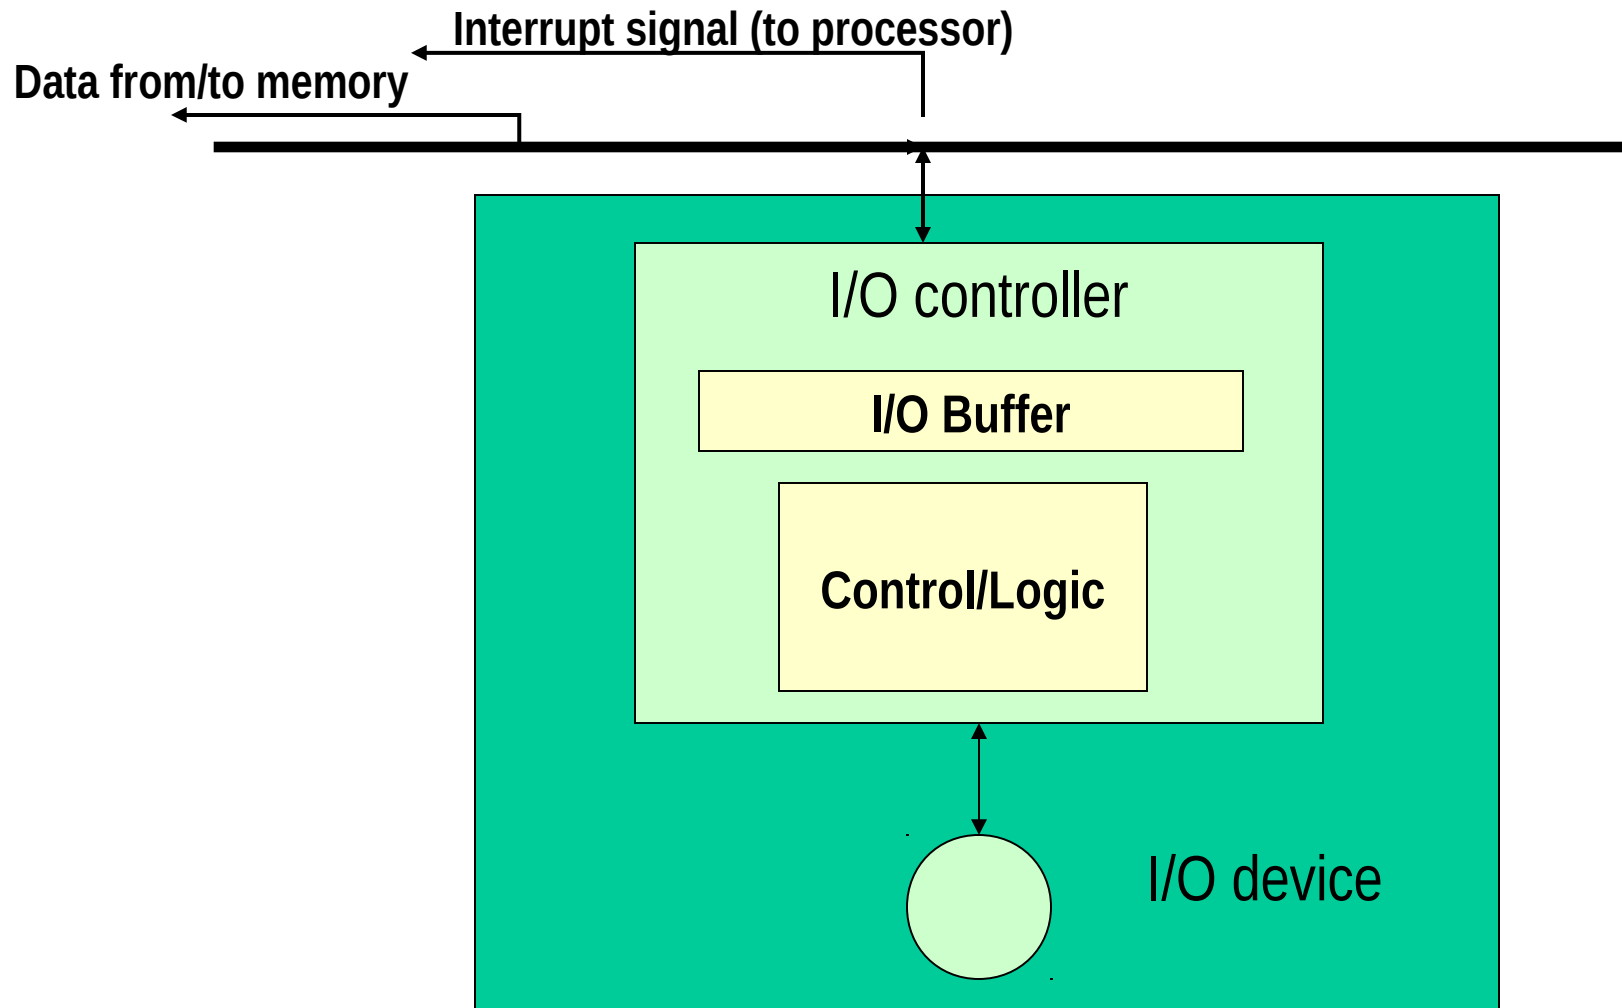 Interrupt signal (to processor)
Data from/to memory
I/O controller
I/O Buffer
Control/Logic
I/O device